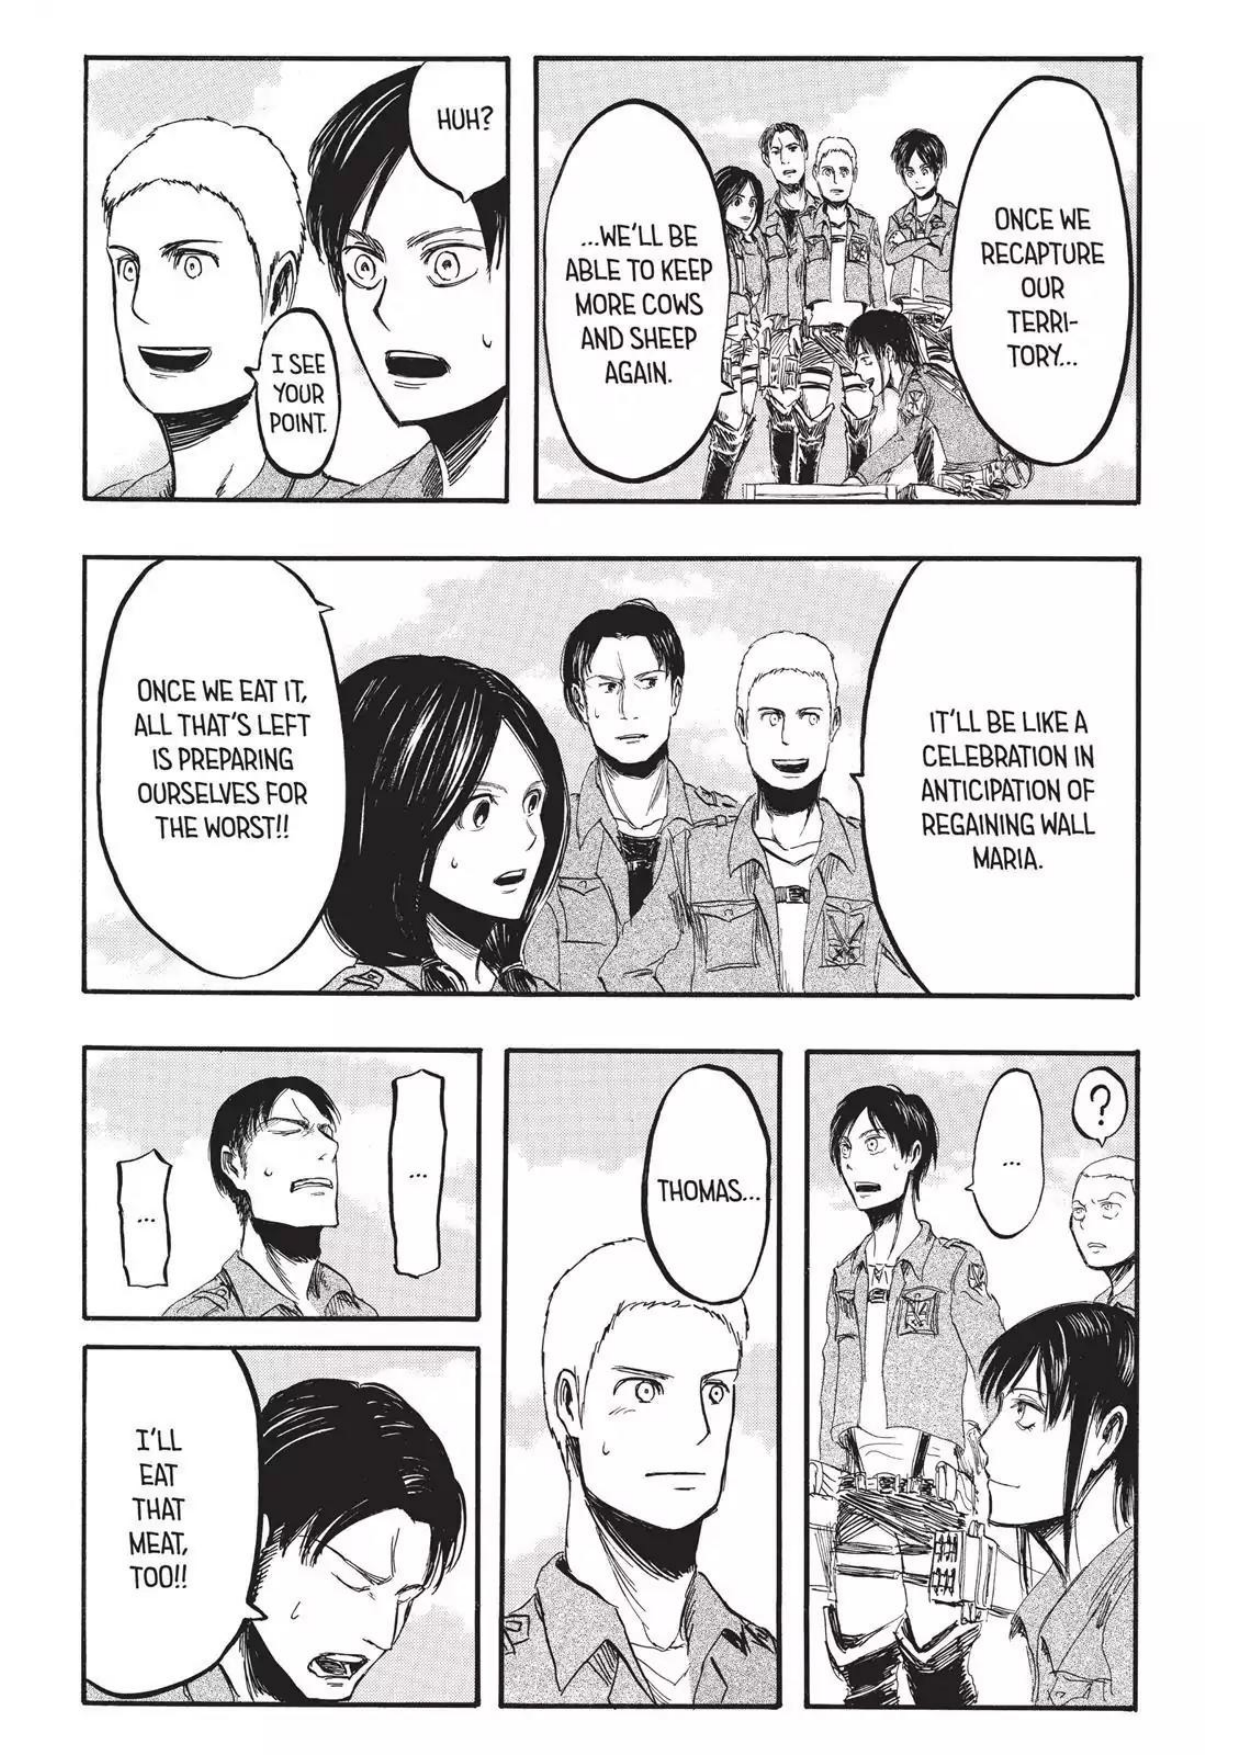 ONCE WE
RECAPTURE
OUR
TERRI-
TORY...
...WE'LL BE
ABLE TO KEEP
MORE COWS
AND SHEEP
AGAIN.
HUH?
I SEE
YOUR
POINT.
IT'LL BE LIKE A
CELEBRATION IN
ANTICIPATION OF
REGAINING WALL
MARIA.
ONCE WE EAT IT,
ALL THAT'S LEFT
IS PREPARING
OURSELVES FOR
THE WORST!!
?
...
THOMAS...
...
...
I'LL
EAT
THAT
MEAT,
TOO!!